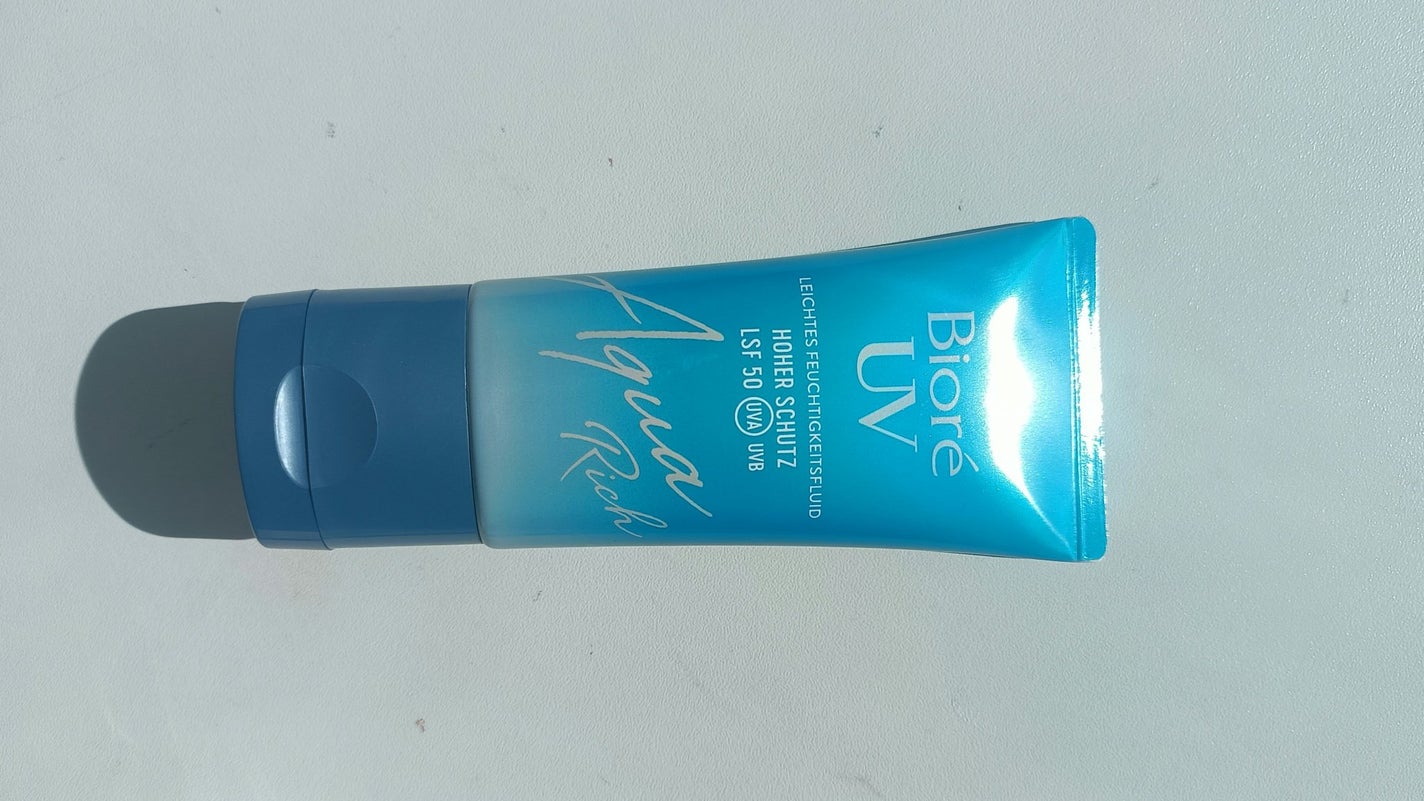 Bioré
UV
LEICHTES FEUCHTIGKEITSFLUID
HOHER SCHUTZ
LSF 50 UVA UVB
Aqua
Rich